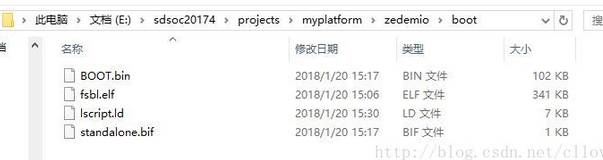 此电脑 > 文档 (E:) > sdsoc20174 > projects > myplatform > zedemio > boot
名称 修改日期 类型 大小
BOOT.bin 2018/1/20 15:17 BIN 文件 102 KB
fsbl.elf 2018/1/20 15:06 ELF 文件 341 KB
lscript.ld 2018/1/20 15:30 LD 文件 7 KB
standalone.bif 2018/1/20 15:17 BIF 文件 1 KB
http://blog.csdn.net/cllov